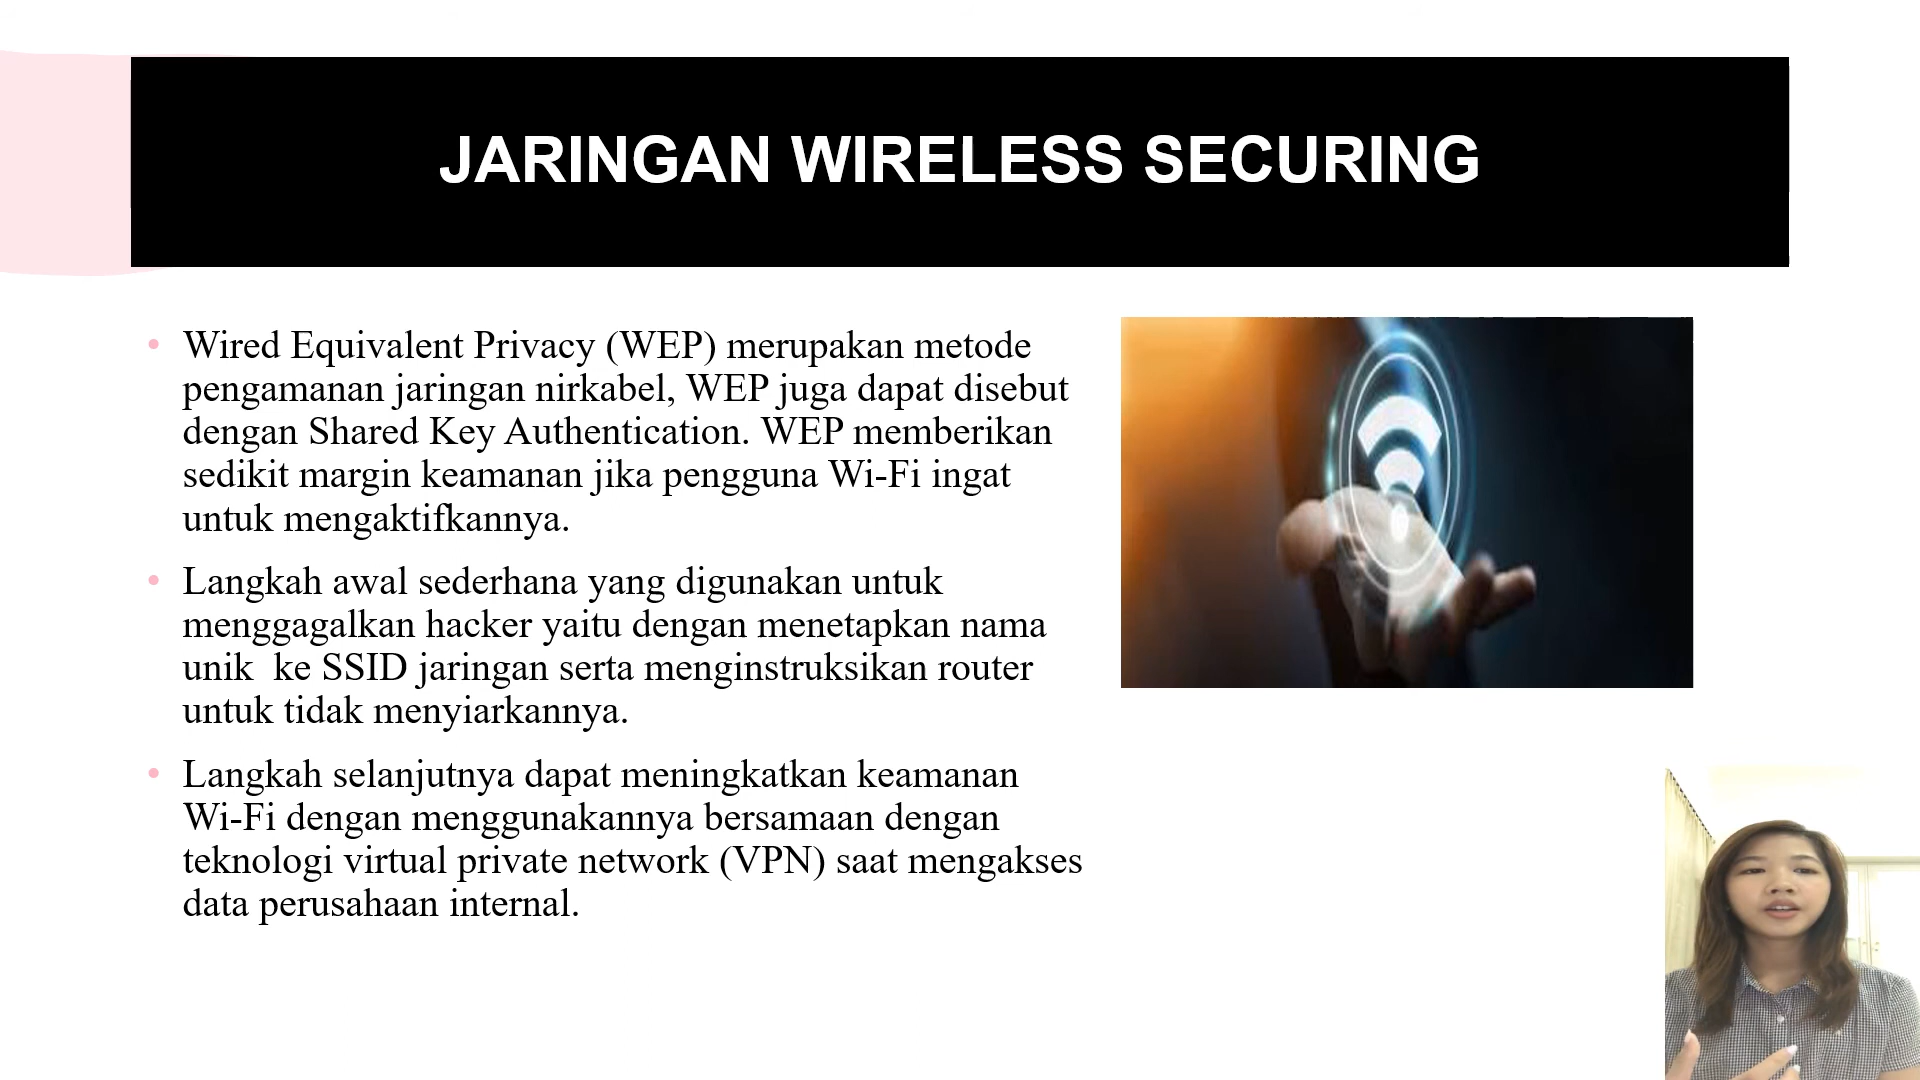 JARINGAN WIRELESS SECURING
• Wired Equivalent Privacy (WEP) merupakan metode
pengamanan jaringan nirkabel, WEP juga dapat disebut
dengan Shared Key Authentication. WEP memberikan
sedikit margin keamanan jika pengguna Wi-Fi ingat
untuk mengaktifkannya.
• Langkah awal sederhana yang digunakan untuk
menggagalkan hacker yaitu dengan menetapkan nama
unik  ke SSID jaringan serta menginstruksikan router
untuk tidak menyiarkannya.
• Langkah selanjutnya dapat meningkatkan keamanan
Wi-Fi dengan menggunakannya bersamaan dengan
teknologi virtual private network (VPN) saat mengakses
data perusahaan internal.